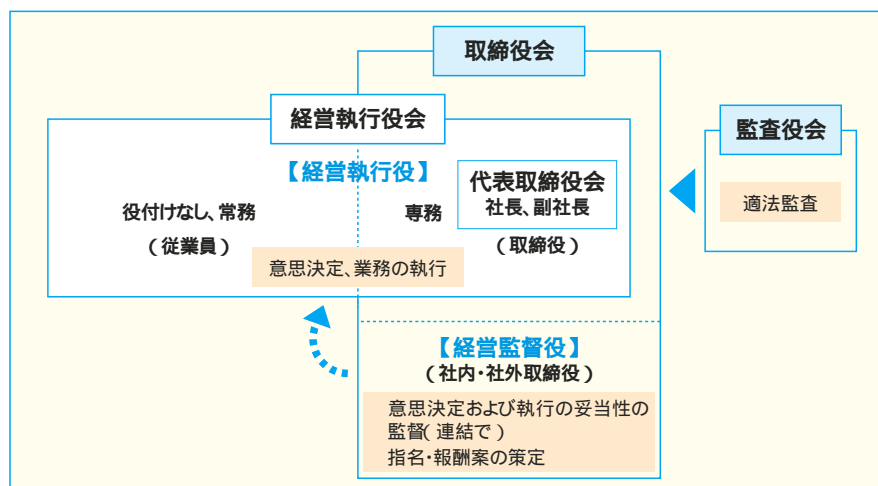 取締役会
経営執行役会
監査役会
【経営執行役】
代表取締役会
社長、副社長
適法監査
役付けなし、常務
専務
(従業員)
(取締役)
意思決定、業務の執行
【経営監督役】
(社内・社外取締役)
意思決定および執行の妥当性の
監督(連結で)
指名・報酬案の策定